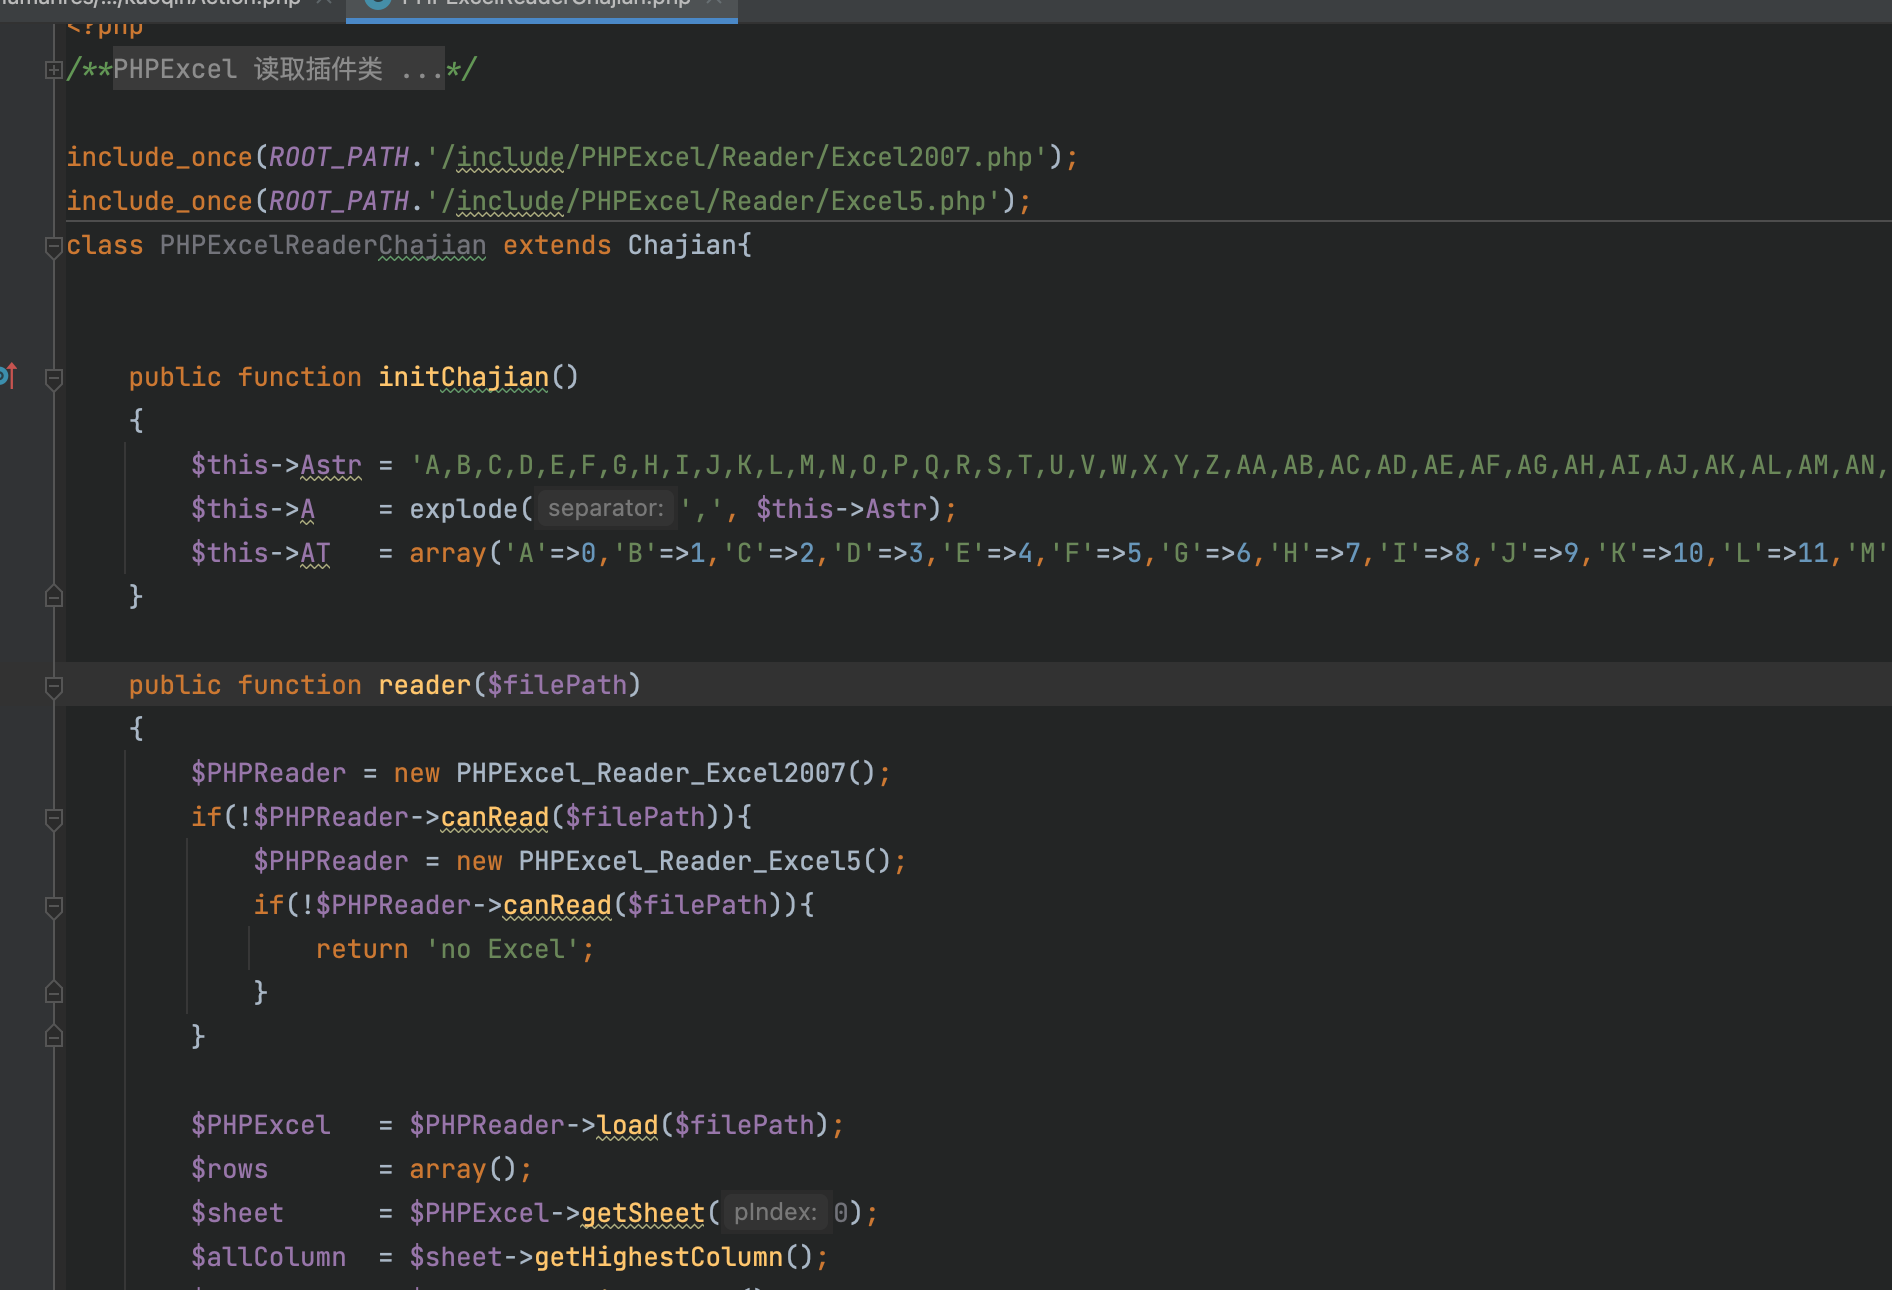 kaoqinAction.php PHPExcelReaderChajian.php
<?php
/**PHPExcel 读取插件类 ...*/
include_once(ROOT_PATH.'/include/PHPExcel/Reader/Excel2007.php');
include_once(ROOT_PATH.'/include/PHPExcel/Reader/Excel5.php');
class PHPExcelReaderChajian extends Chajian{
public function initChajian()
{
$this->Astr = 'A,B,C,D,E,F,G,H,I,J,K,L,M,N,O,P,Q,R,S,T,U,V,W,X,Y,Z,AA,AB,AC,AD,AE,AF,AG,AH,AI,AJ,AK,AL,AM,AN,
$this->A = explode( separator: ',', $this->Astr);
$this->AT = array('A'=>0,'B'=>1,'C'=>2,'D'=>3,'E'=>4,'F'=>5,'G'=>6,'H'=>7,'I'=>8,'J'=>9,'K'=>10,'L'=>11,'M'
}
public function reader($filePath)
{
$PHPReader = new PHPExcel_Reader_Excel2007();
if(!$PHPReader->canRead($filePath)){
$PHPReader = new PHPExcel_Reader_Excel5();
if(!$PHPReader->canRead($filePath)){
return 'no Excel';
}
}
$PHPExcel = $PHPReader->load($filePath);
$rows = array();
$sheet = $PHPExcel->getSheet( pIndex: 0);
$allColumn = $sheet->getHighestColumn();